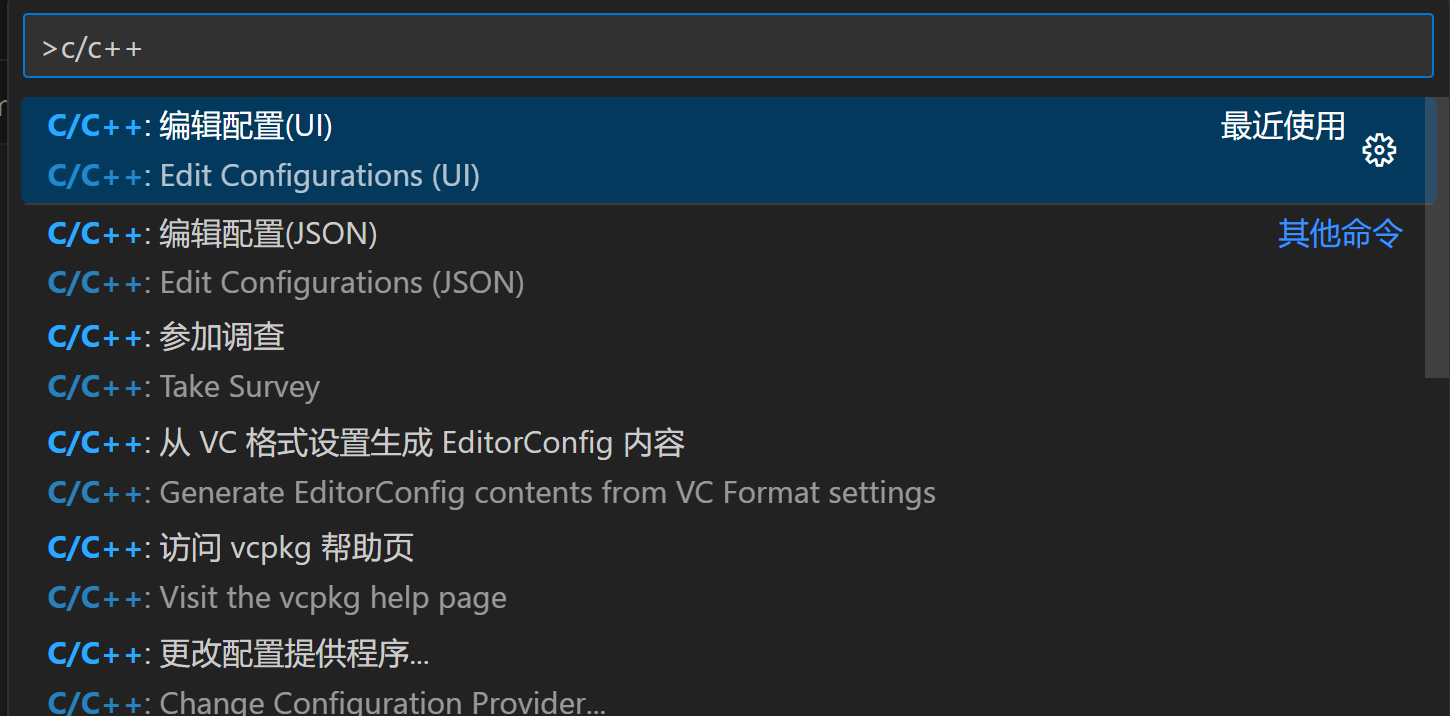 >c/c++
C/C++: 编辑配置(UI)
最近使用
C/C++: Edit Configurations (UI)
C/C++: 编辑配置(JSON)
其他命令
C/C++: Edit Configurations (JSON)
C/C++: 参加调查
C/C++: Take Survey
C/C++: 从 VC 格式设置生成 EditorConfig 内容
C/C++: Generate EditorConfig contents from VC Format settings
C/C++: 访问 vcpkg 帮助页
C/C++: Visit the vcpkg help page
C/C++: 更改配置提供程序...
C/C++: Change Configuration Provider...